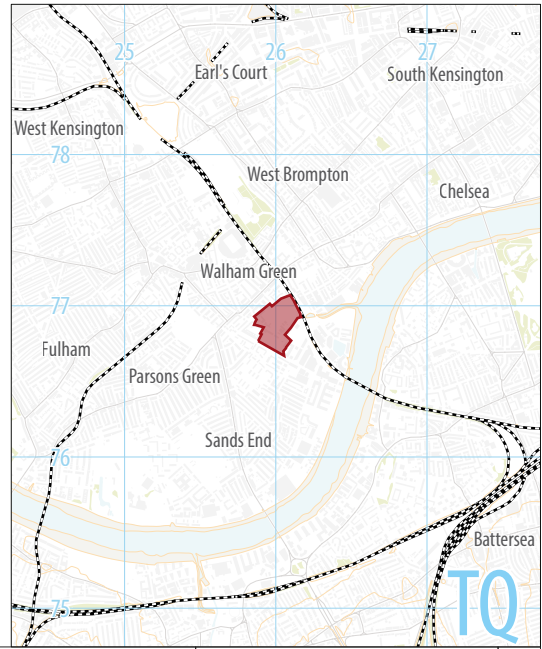 25
26
27
Earl's Court
South Kensington
West Kensington
78
West Brompton
Chelsea
Walham Green
77
Fulham
Parsons Green
Sands End
76
Battersea
TQ
75